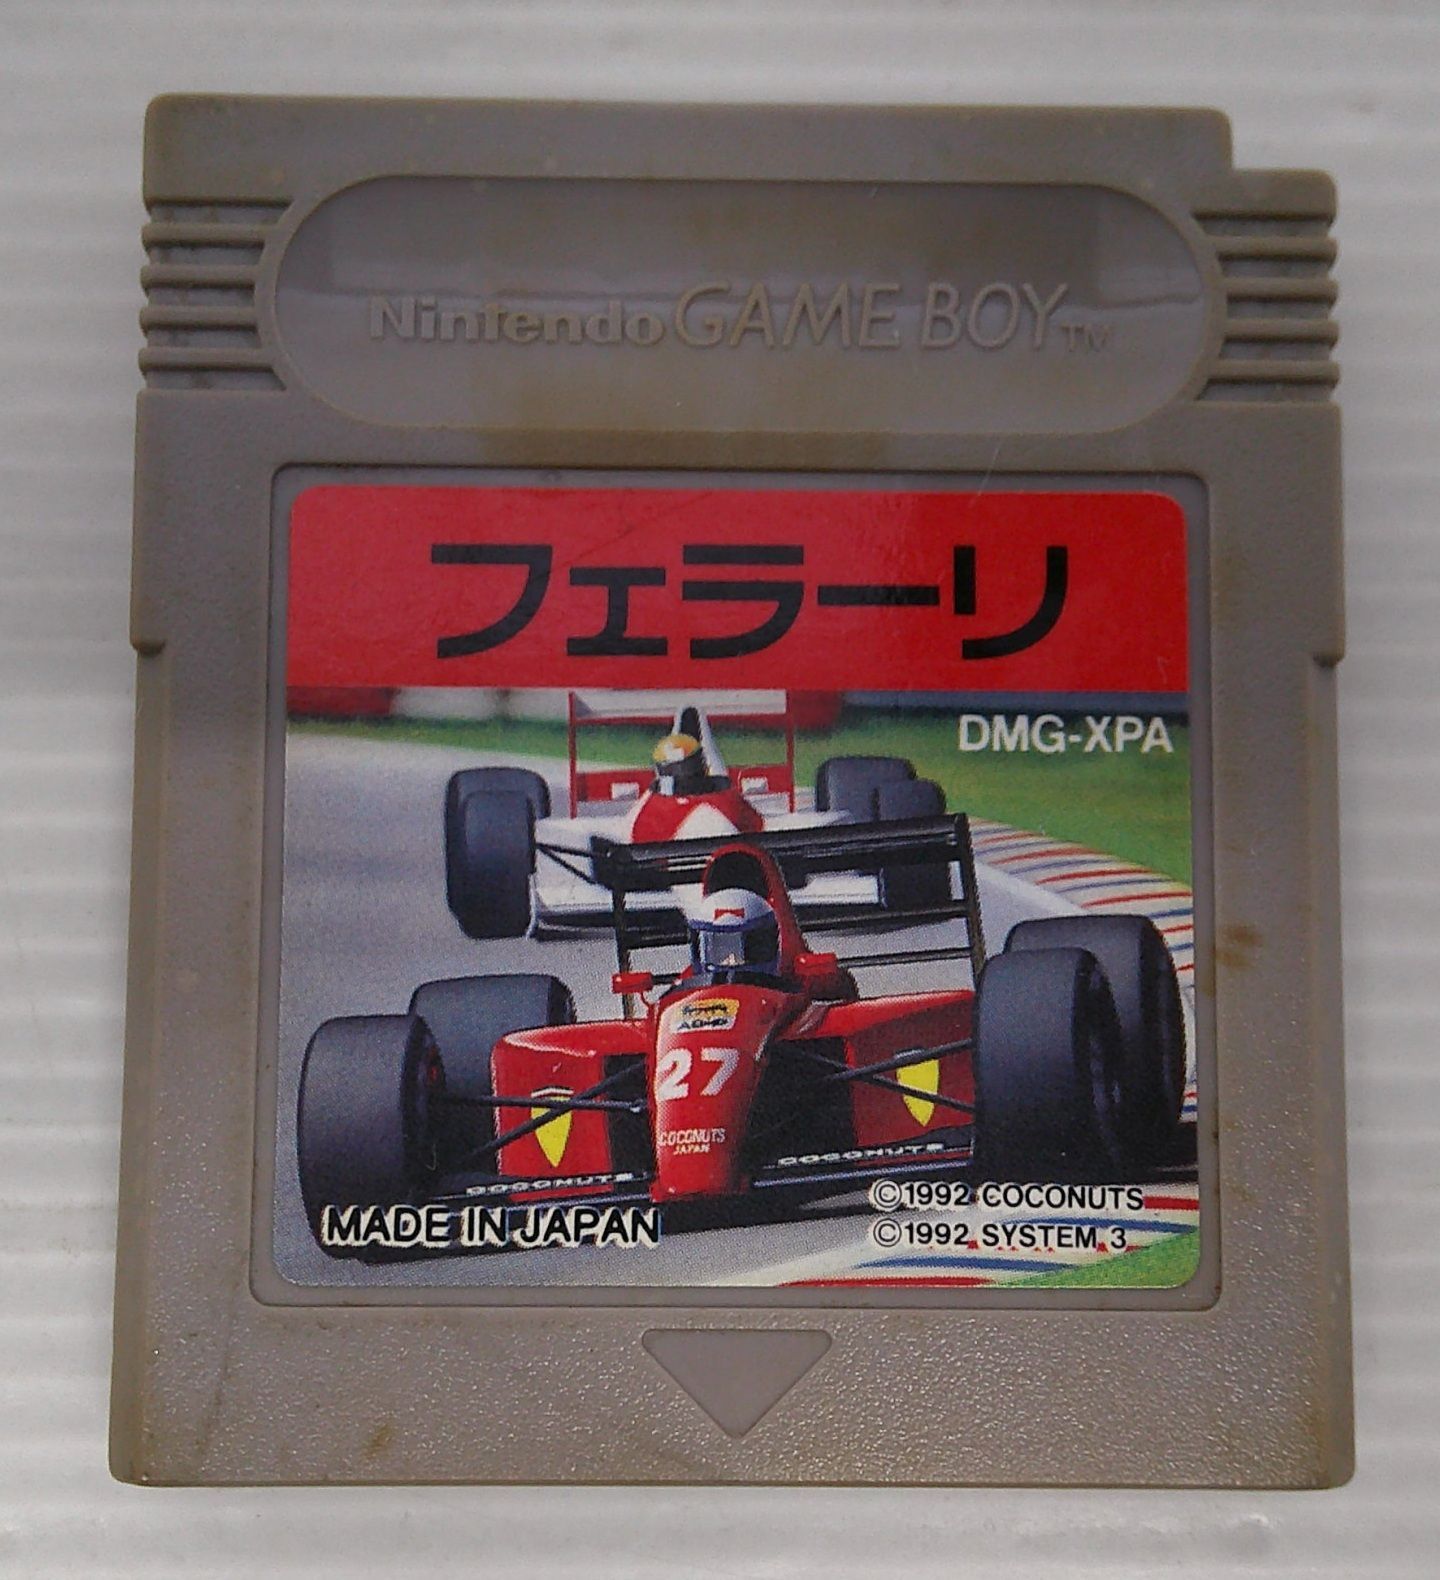 Nintendo GAME BOY TM
フェラーリ
DMG-XPA
27
COCONUTS
JAPAN
COCONUTS
COCONUTS
MADE IN JAPAN
©1992 COCONUTS
©1992 SYSTEM 3